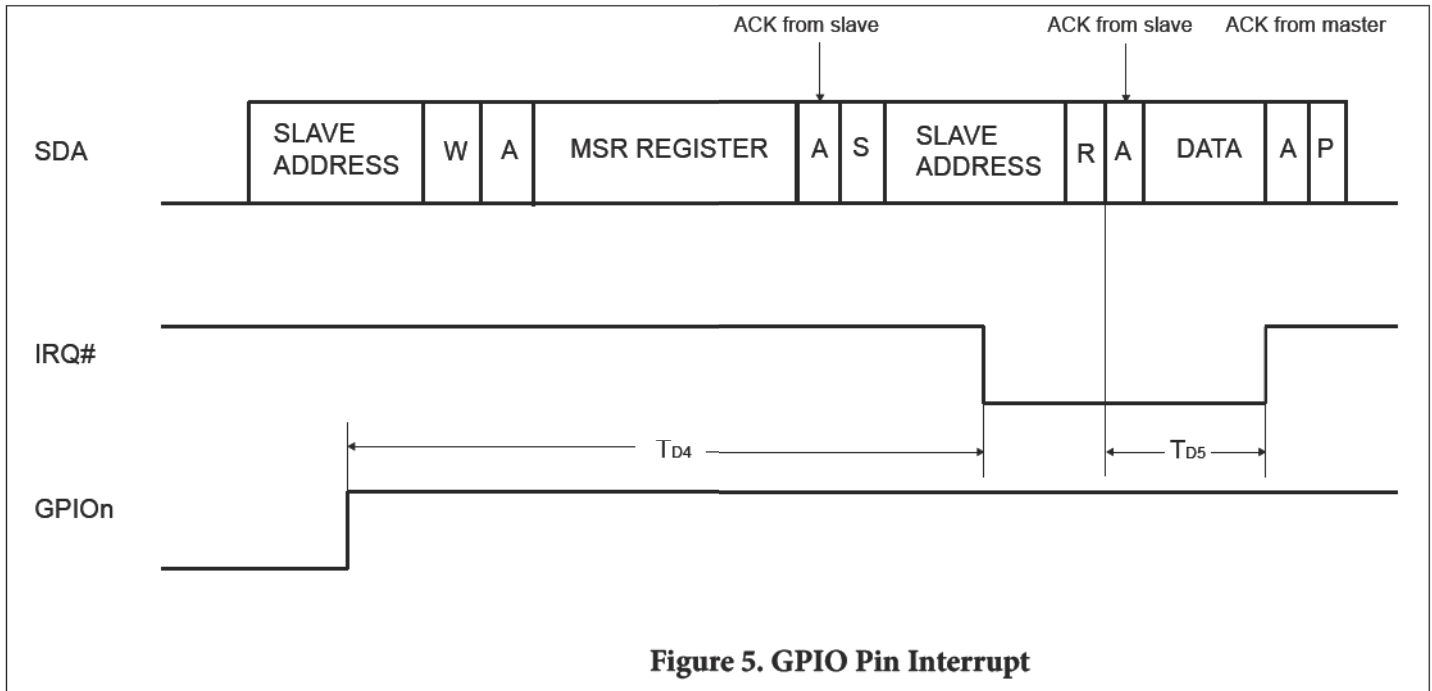 ACK from slave ACK from slave ACK from master
SDA SLAVE ADDRESS W A MSR REGISTER A S SLAVE ADDRESS R A DATA A P
IRQ#
TD4 TD5
GPIOn
Figure 5. GPIO Pin Interrupt